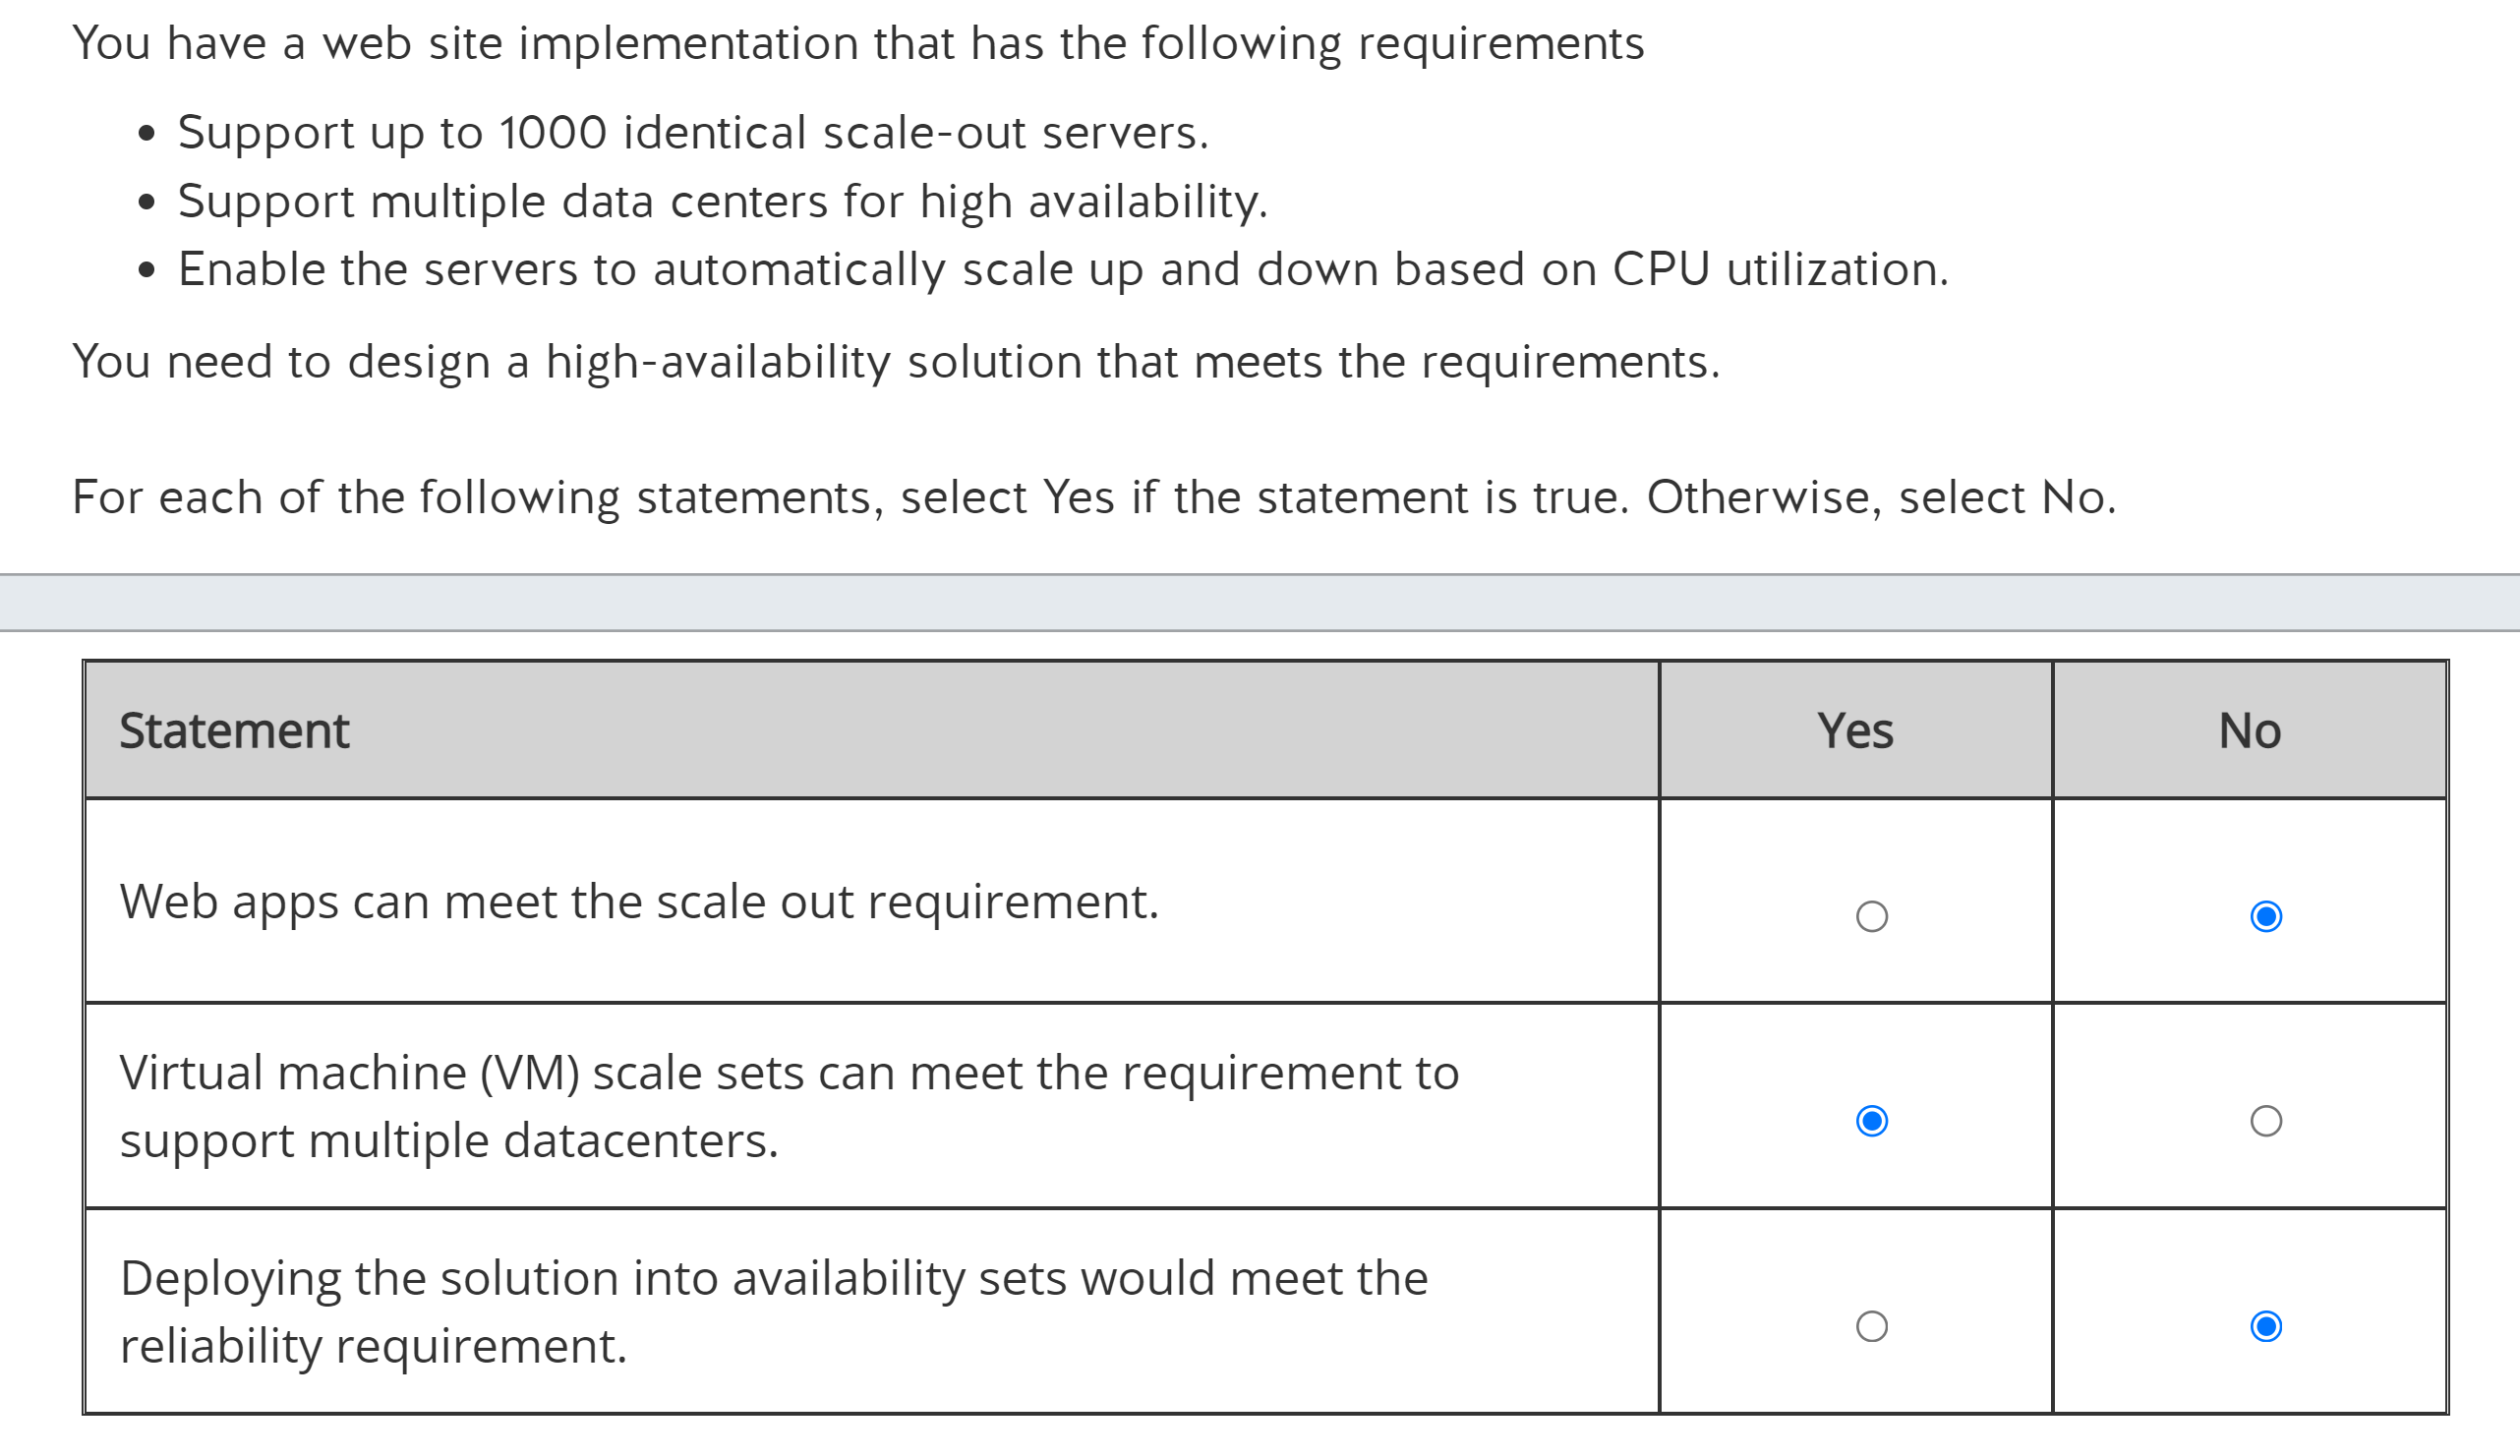 You have a web site implementation that has the following requirements
• Support up to 1000 identical scale-out servers.
• Support multiple data centers for high availability.
• Enable the servers to automatically scale up and down based on CPU utilization.
You need to design a high-availability solution that meets the requirements.
For each of the following statements, select Yes if the statement is true. Otherwise, select No.
Statement Yes No
Web apps can meet the scale out requirement.
Virtual machine (VM) scale sets can meet the requirement to
support multiple datacenters.
Deploying the solution into availability sets would meet the
reliability requirement.